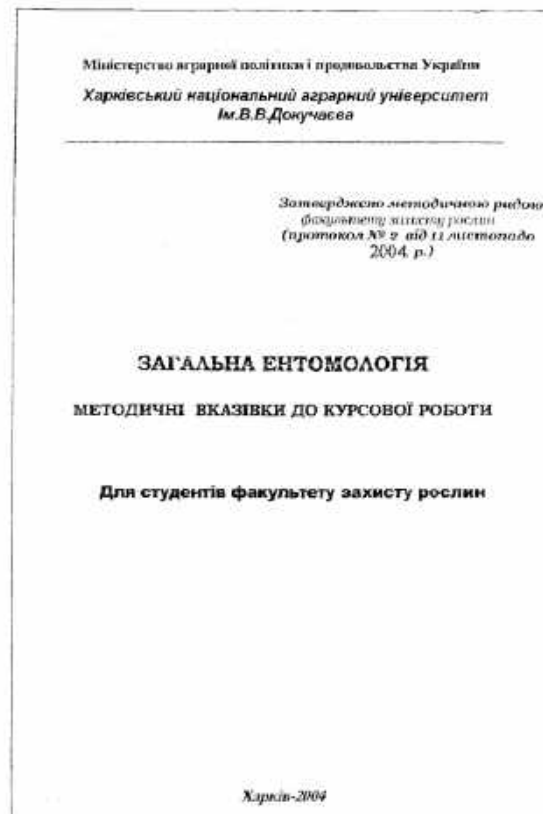 Міністерство аграрної політики і продовольства України
Харківський національний аграрний університет
Ім.В.В.Докучаєва
Затверджено методичною радою
факультету захисту рослин
(протокол № 2 від 11 листопада
2004 р.)
ЗАГАЛЬНА ЕНТОМОЛОГІЯ
МЕТОДИЧНІ ВКАЗІВКИ ДО КУРСОВОЇ РОБОТИ
Для студентів факультету захисту рослин
Харків-2004